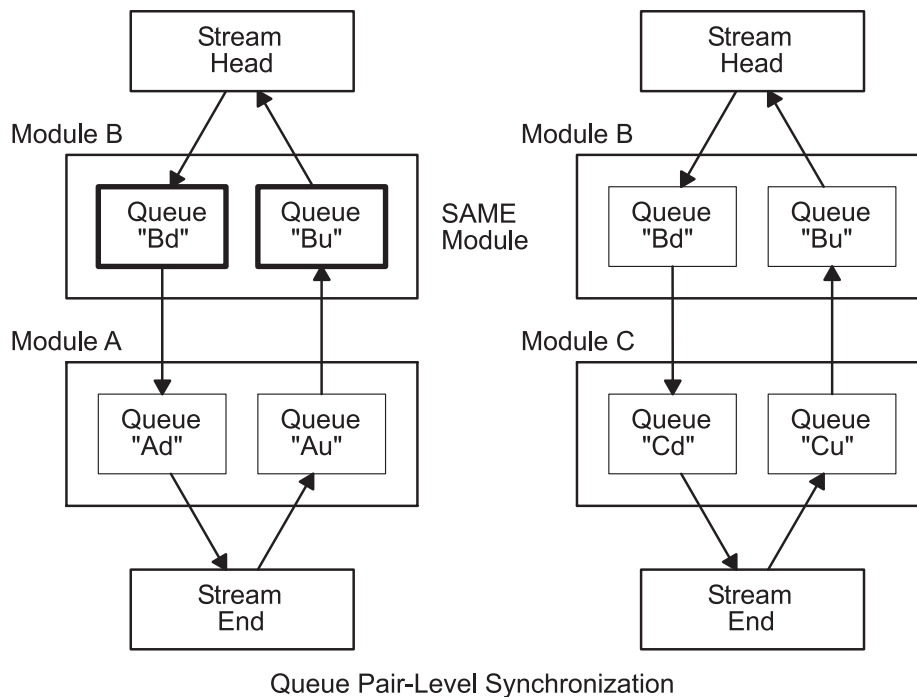 Stream
Head
Stream
Head
Module B
Module B
Queue
"Bd"
Queue
"Bu"
SAME
Module
Queue
"Bd"
Queue
"Bu"
Module A
Module C
Queue
"Ad"
Queue
"Au"
Queue
"Cd"
Queue
"Cu"
Stream
End
Stream
End
Queue Pair-Level Synchronization